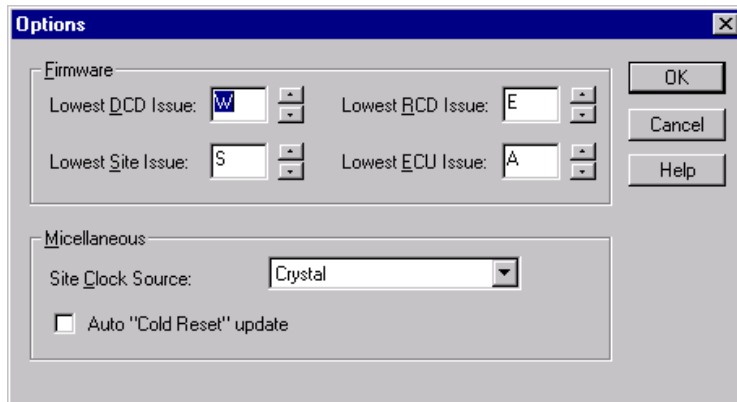 Options
Firmware
Lowest DCD Issue: W Lowest RCD Issue: E
Lowest Site Issue: S Lowest ECU Issue: A
OK
Cancel
Help
Micellaneous
Site Clock Source: Crystal
Auto "Cold Reset" update